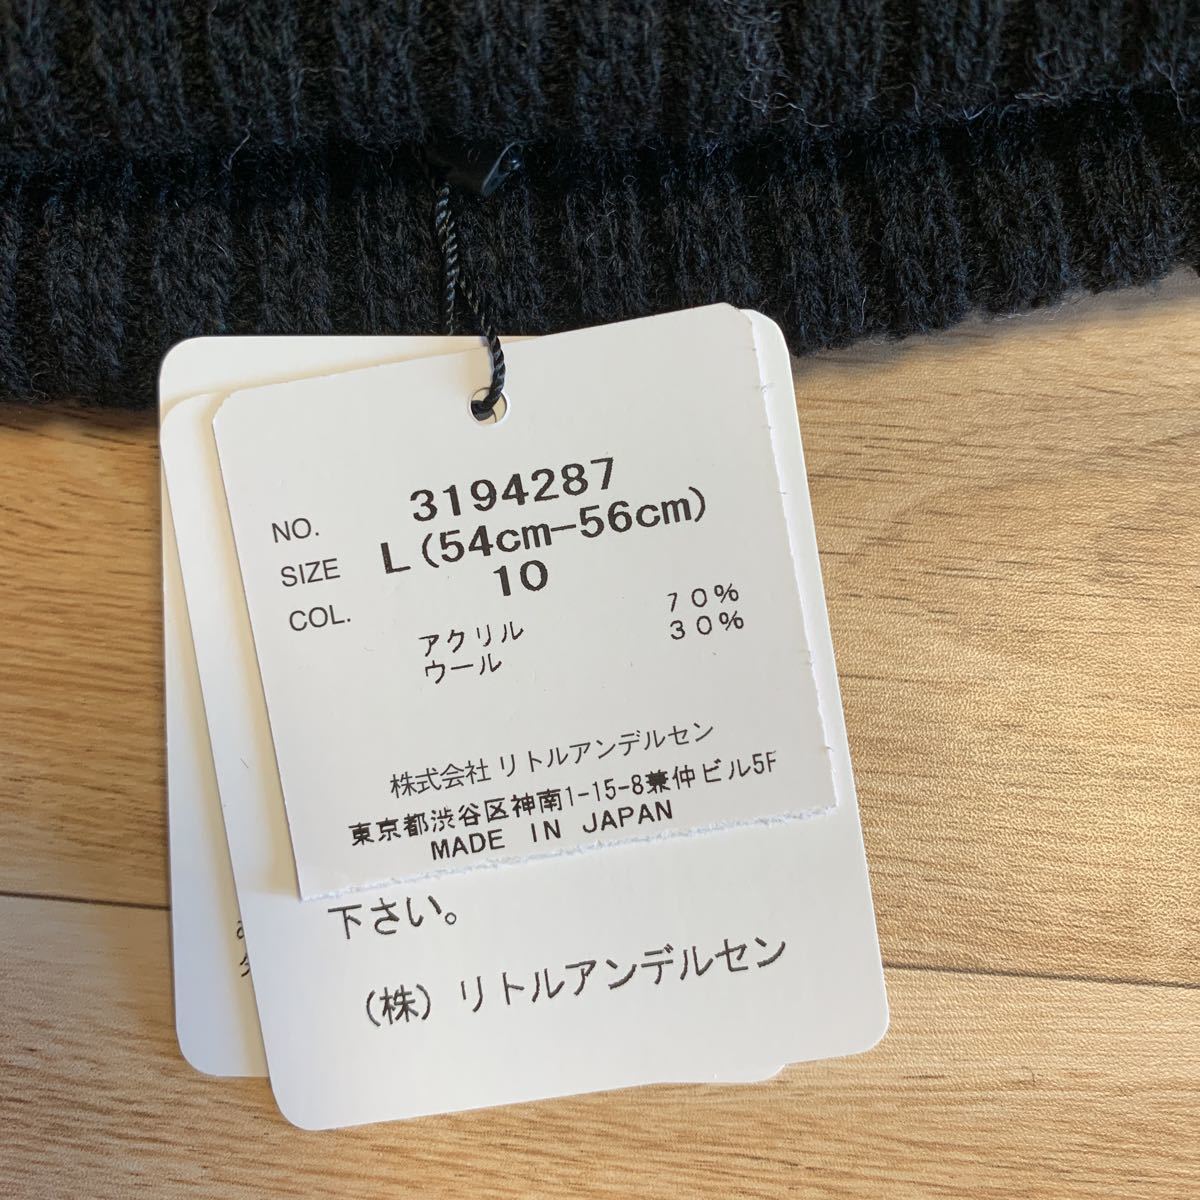 NO. 3194287
SIZE L(54cm-56cm)
COL. 10
アクリル 70%
ウール 30%
株式会社 リトルアンデルセン
東京都渋谷区神南1-15-8兼仲ビル5F
MADE IN JAPAN
下さい。
(株) リトルアンデルセン